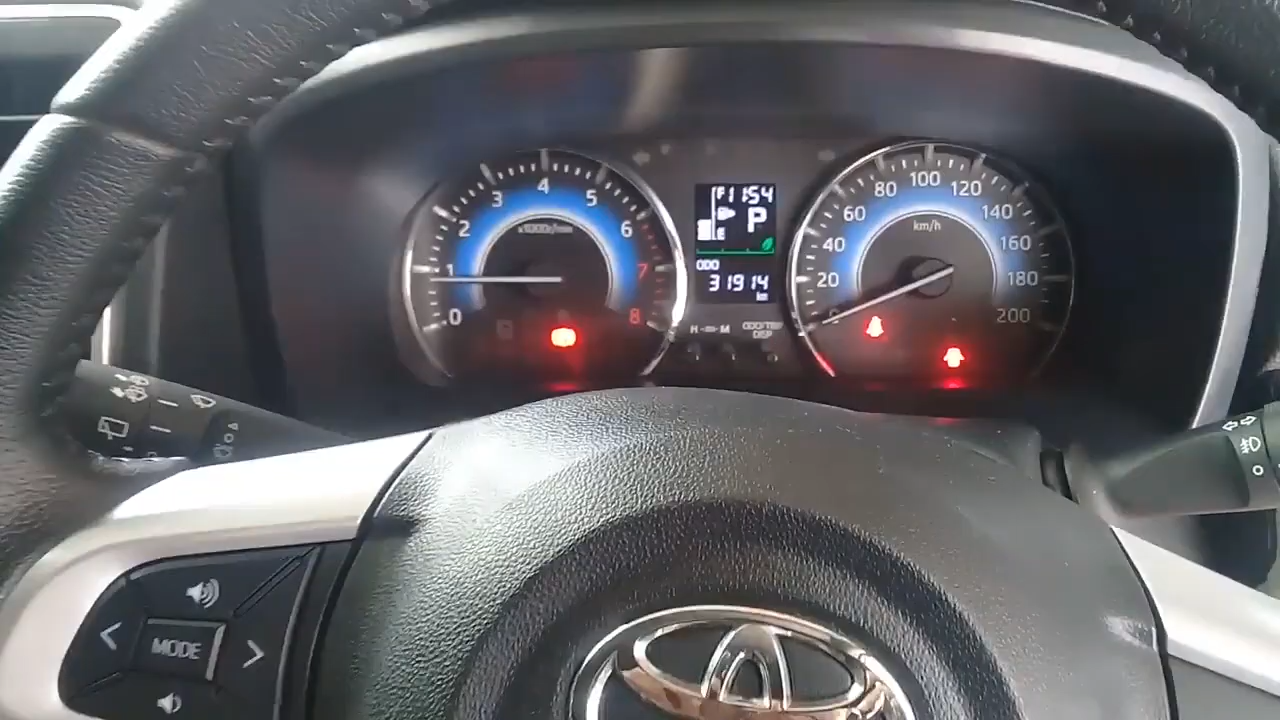 0 1 2 3 4 5 6 7 8
x1000r/min
F 11:54
P
E
ODO
31914
km
H M
ODO/TRIP
DISP
20 40 60 80 100 120 140 160 180 200
km/h
MODE